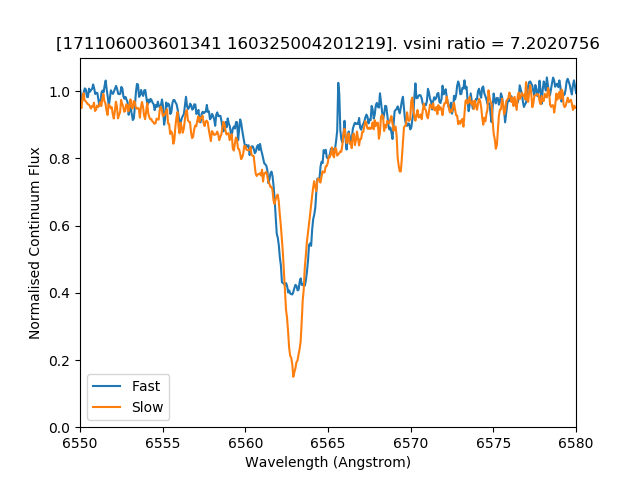 [171106003601341 160325004201219]. vsini ratio = 7.2020756
Normalised Continuum Flux
1.0
0.8
0.6
0.4
0.2
0.0
Fast
Slow
6550 6555 6560 6565 6570 6575 6580
Wavelength (Angstrom)